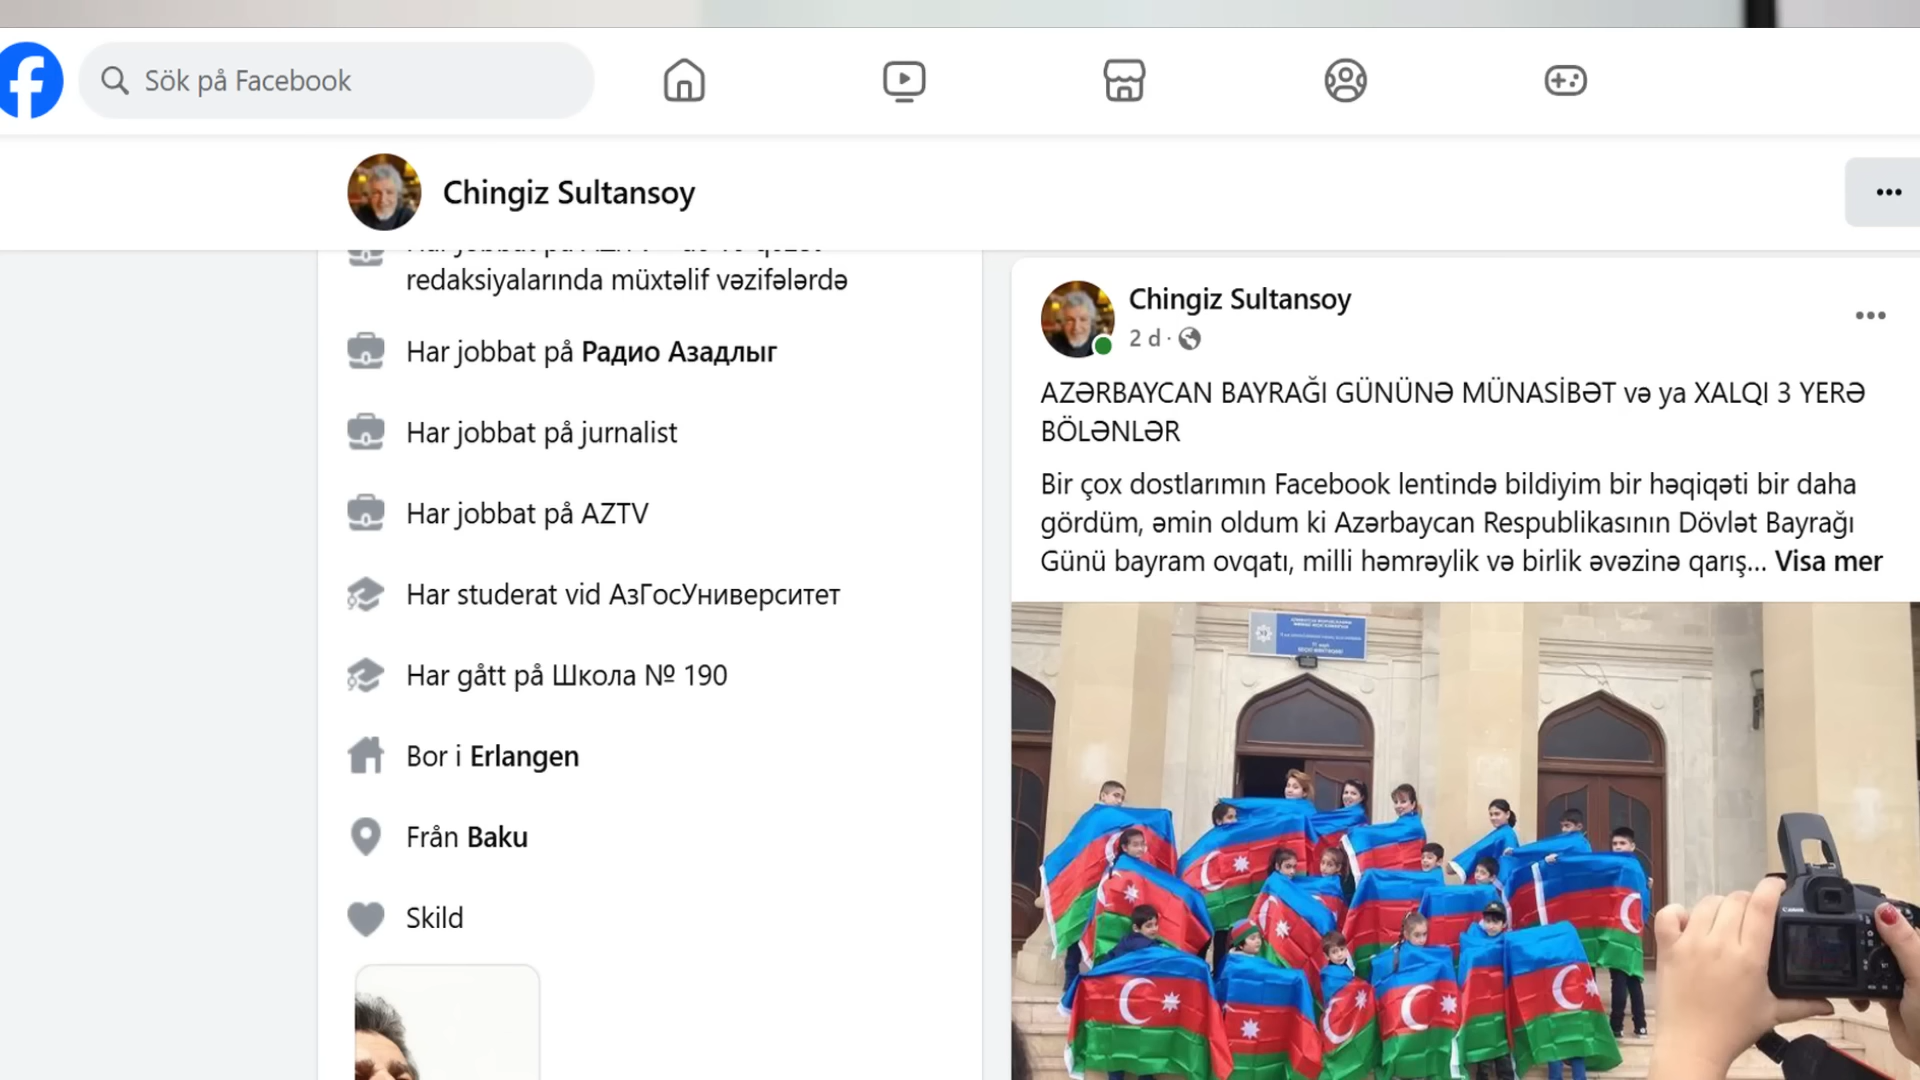 Sök på Facebook
Chingiz Sultansoy
redaksiyalarında müxtəlif vəzifələrdə
Har jobbat på Радио Азадлыг
Har jobbat på jurnalist
Har jobbat på AZTV
Har studerat vid АзГосУниверситет
Har gått på Школа № 190
Bor i Erlangen
Från Baku
Skild
Chingiz Sultansoy
2 d ·
AZƏRBAYCAN BAYRAĞI GÜNÜNƏ MÜNASİBƏT və ya XALQI 3 YERƏ
BÖLƏNLƏR
Bir çox dostlarımın Facebook lentində bildiyim bir həqiqəti bir daha
gördüm, əmin oldum ki Azərbaycan Respublikasının Dövlət Bayrağı
Günü bayram ovqatı, milli həmrəylik və birlik əvəzinə qarış... Visa mer